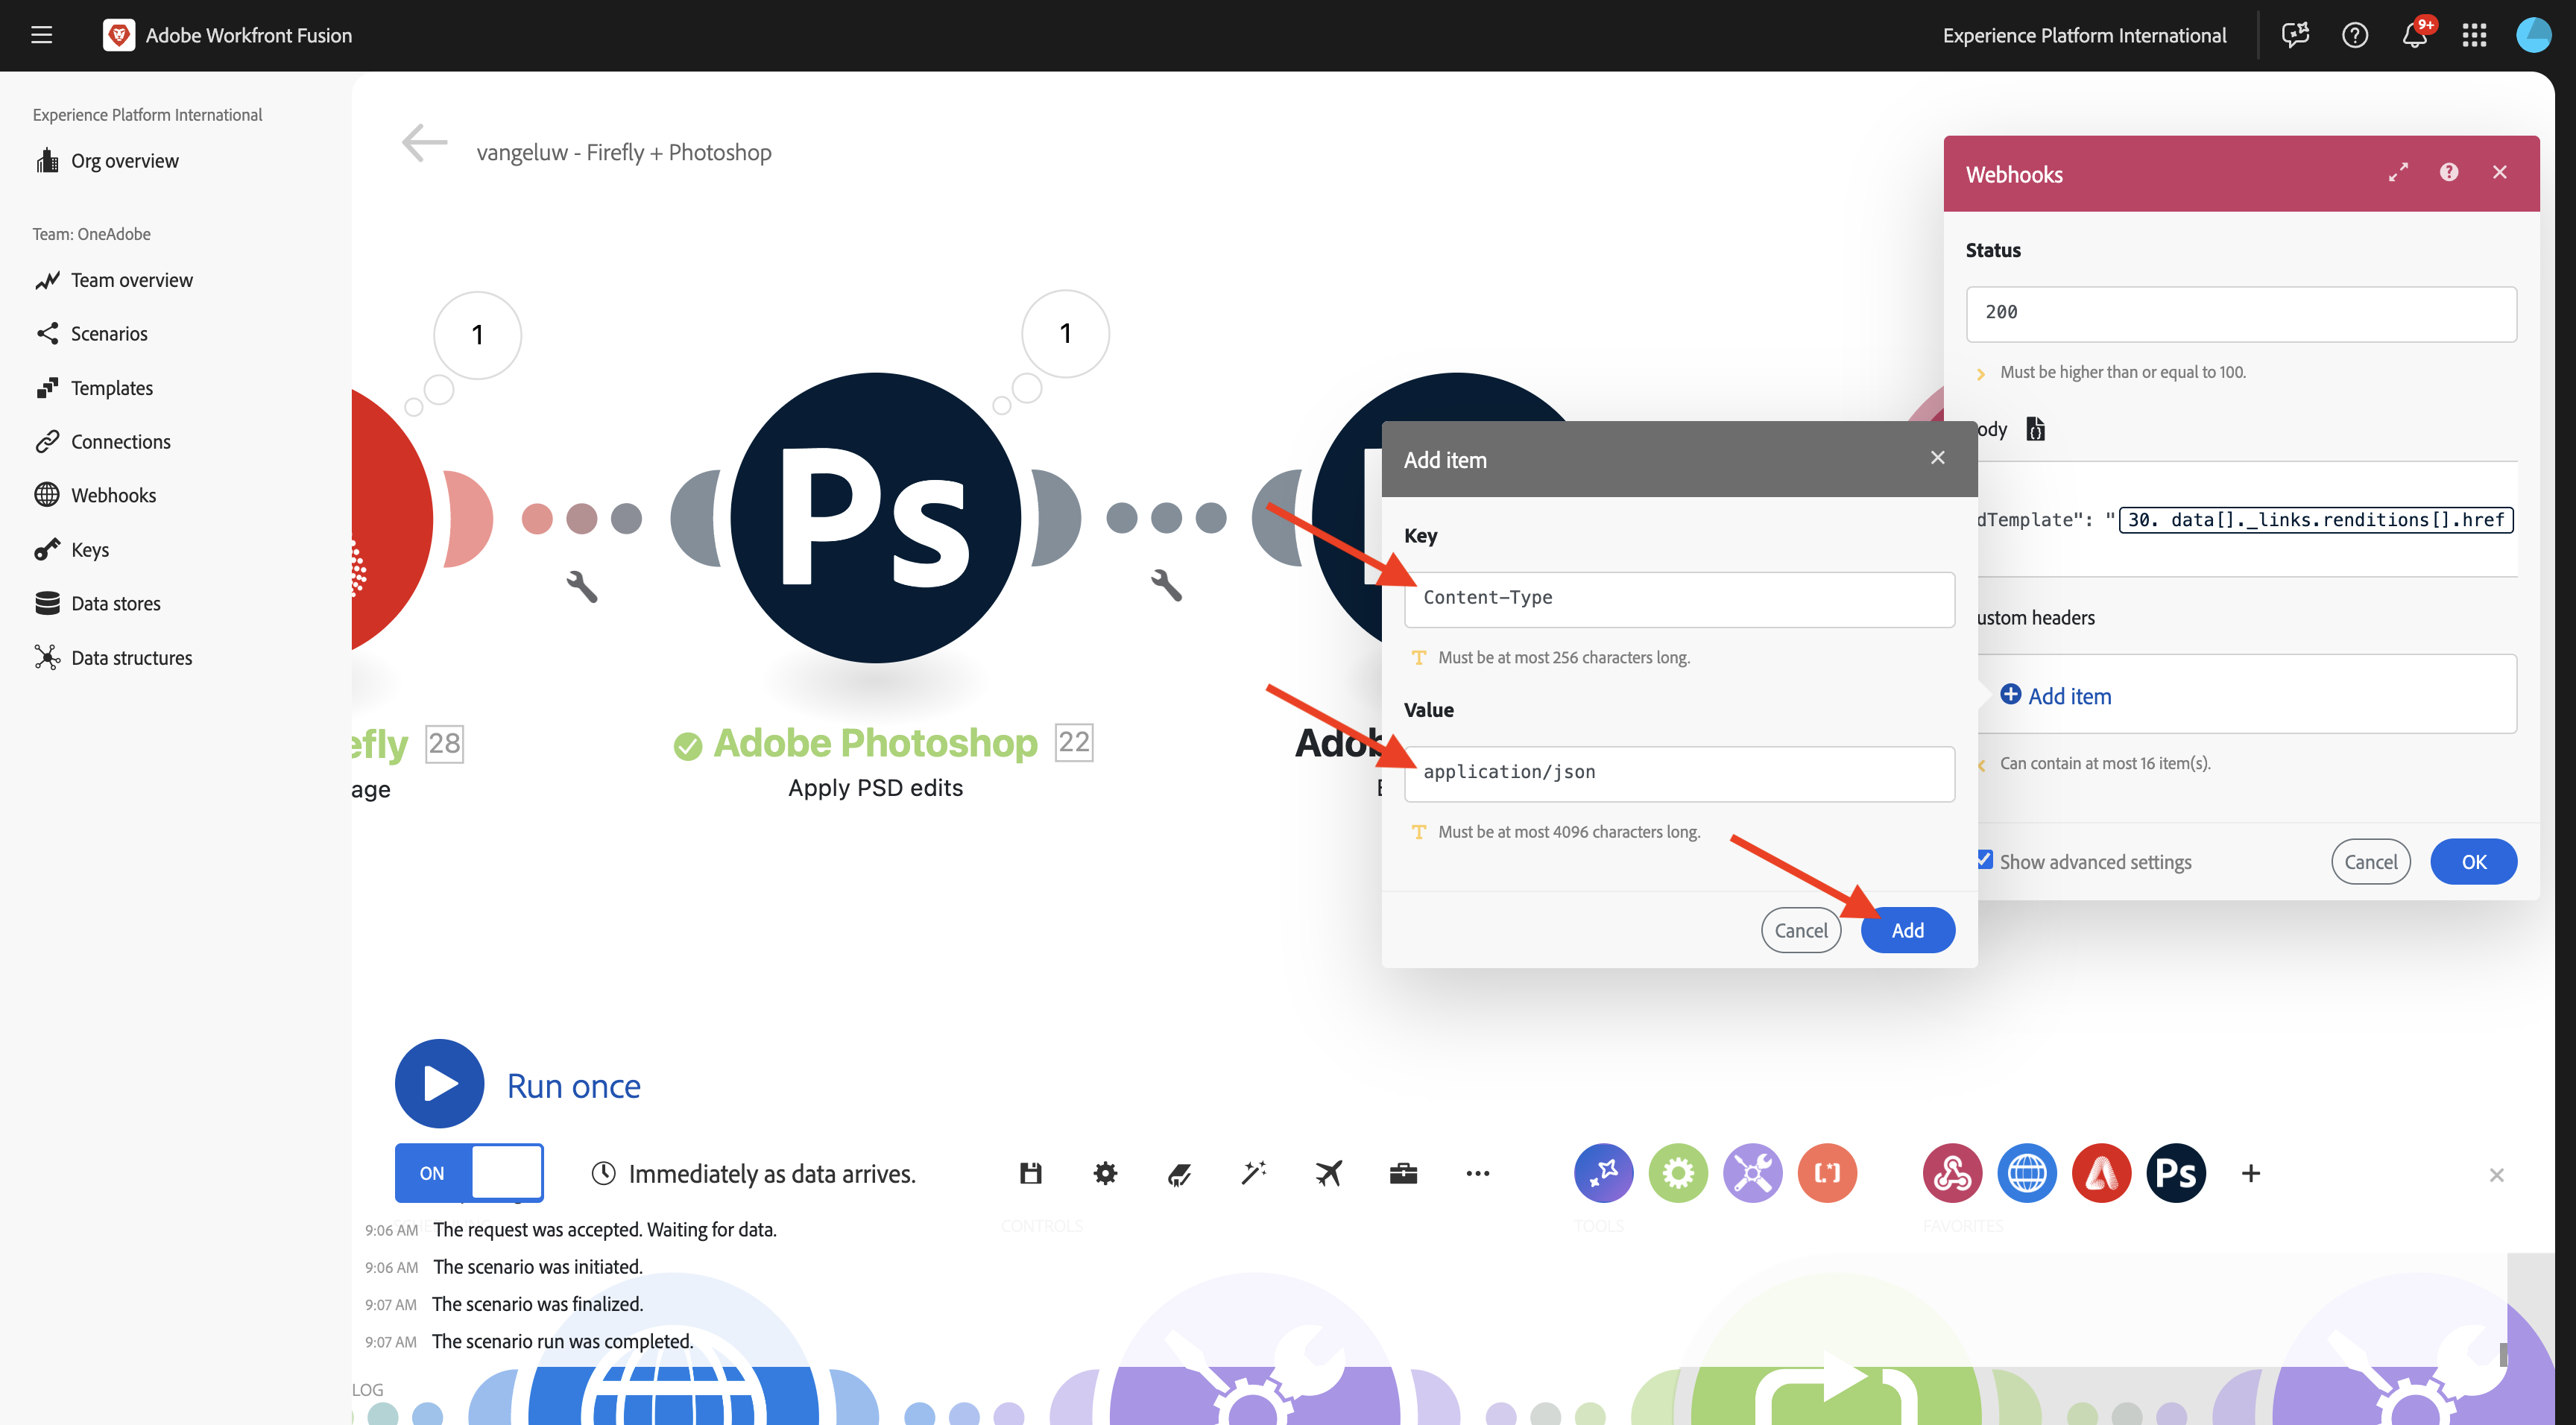 Adobe Workfront Fusion
Experience Platform International
9+
Experience Platform International
Org overview
Team: OneAdobe
Team overview
Scenarios
Templates
Connections
Webhooks
Keys
Data stores
Data structures
vangeluw - Firefly + Photoshop
1
1
Ps
efly 28
age
Adobe Photoshop 22
Apply PSD edits
Adob
Webhooks
Status
200
Must be higher than or equal to 100.
ody
dTemplate": "30. data[]._links.renditions[].href
ustom headers
Add item
Can contain at most 16 item(s).
Show advanced settings
Cancel
OK
Add item
Key
Content-Type
Must be at most 256 characters long.
Value
application/json
Must be at most 4096 characters long.
Cancel
Add
Run once
ON
Immediately as data arrives.
Ps
CONTROLS
TOOLS
FAVORITES
9:06 AM The request was accepted. Waiting for data.
9:06 AM The scenario was initiated.
9:07 AM The scenario was finalized.
9:07 AM The scenario run was completed.
LOG